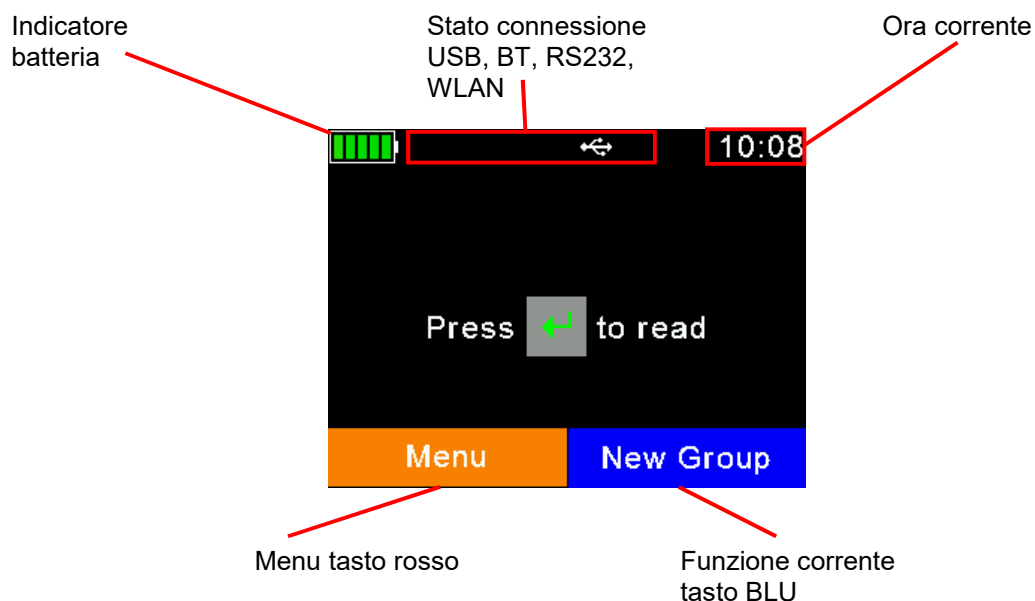 Indicatore
batteria
Stato connessione
USB, BT, RS232,
WLAN
Ora corrente
10:08
Press to read
Menu
New Group
Menu tasto rosso
Funzione corrente
tasto BLU